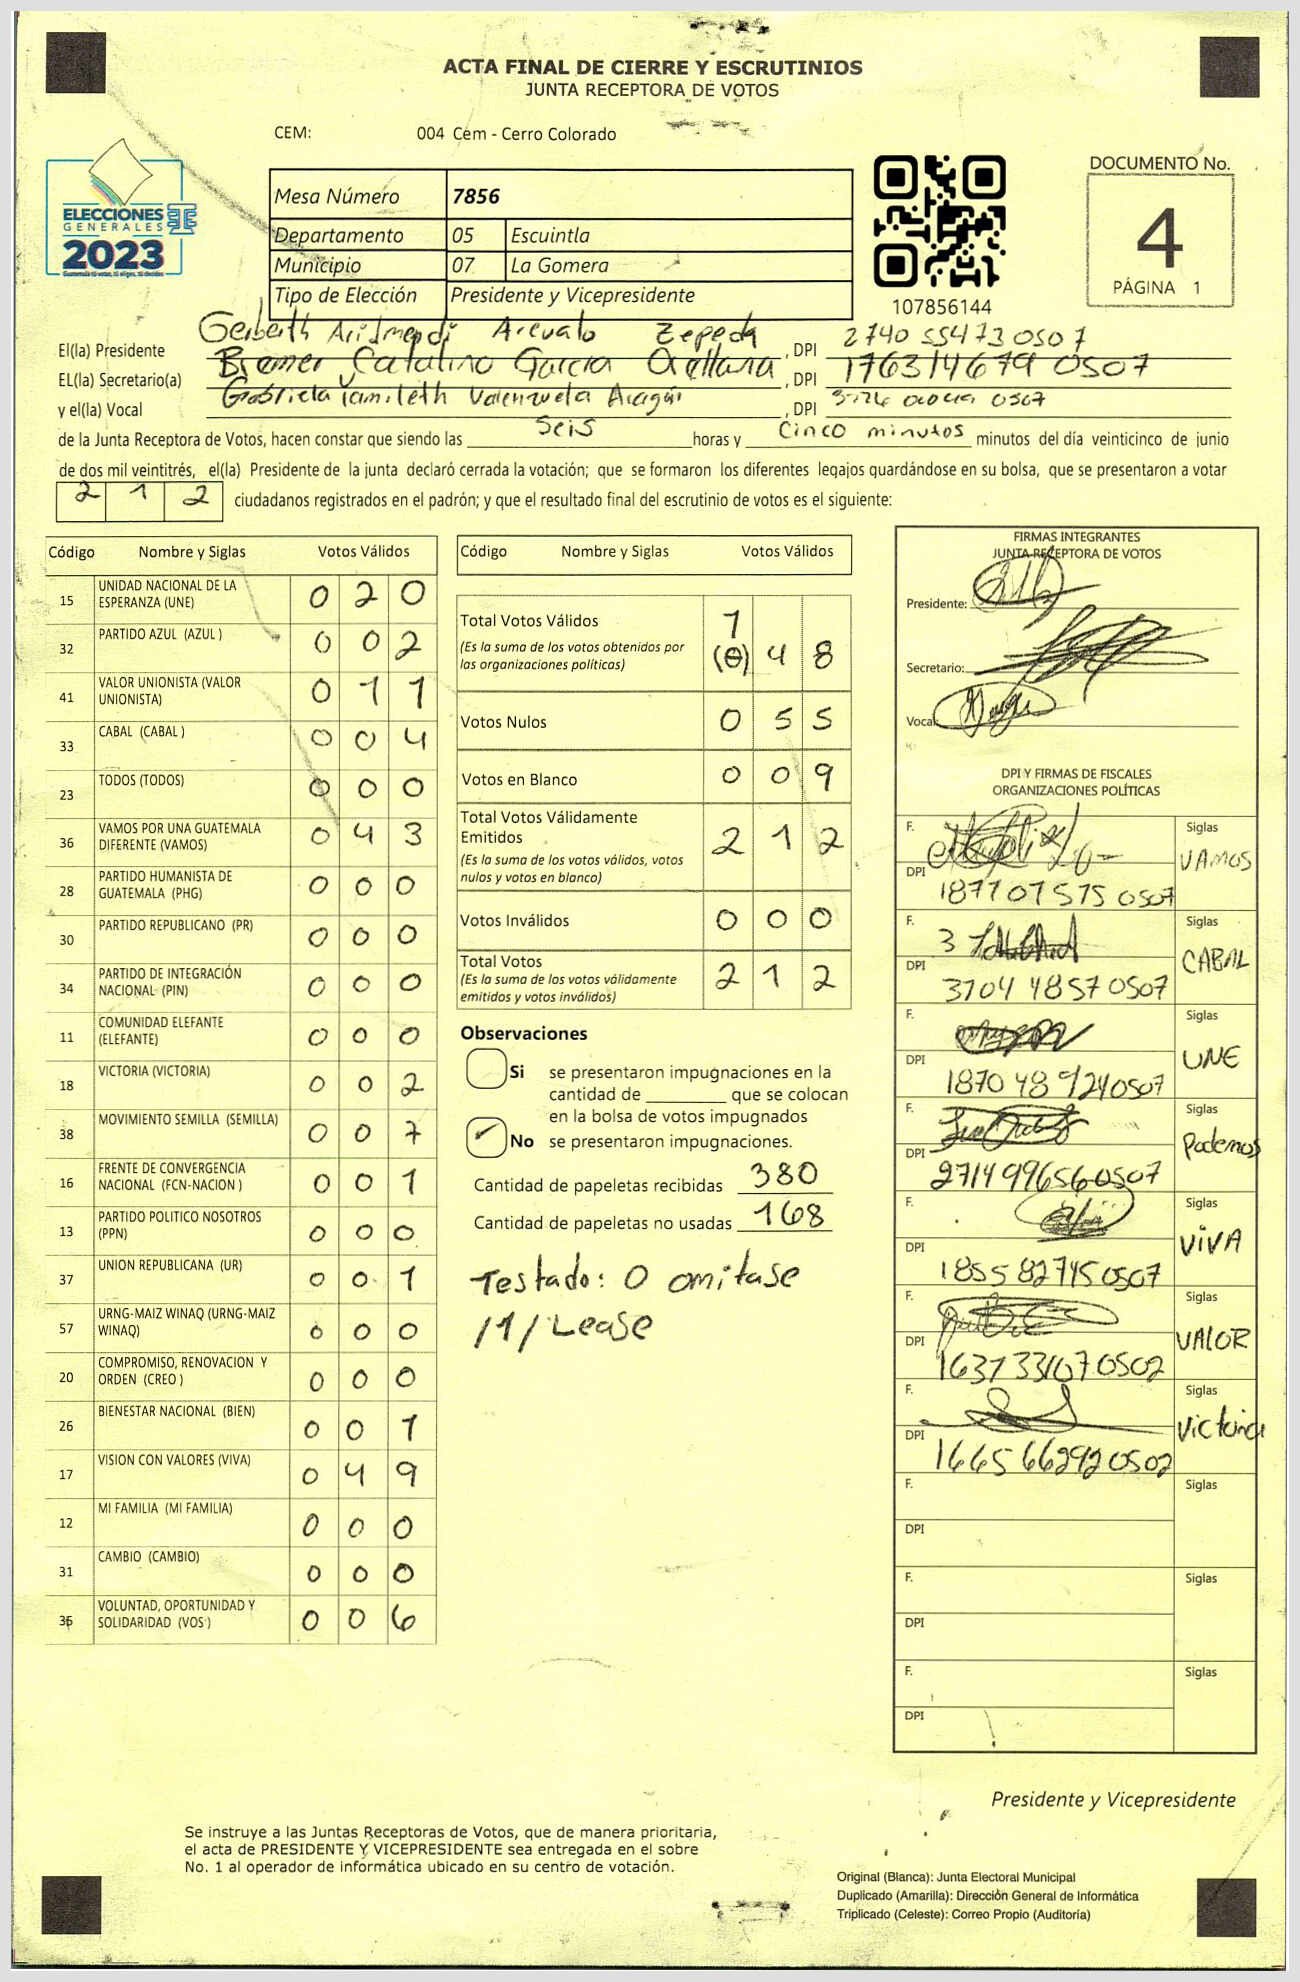 ACTA FINAL DE CIERRE Y ESCRUTINIOS
JUNTA RECEPTORA DE VOTOS
CEM: 004 Cem - Cerro Colorado
ELECCIONES
GENERALES
2023
Mesa Número 7856
Departamento 05 Escuintla
Municipio 07 La Gomera
Tipo de Elección Presidente y Vicepresidente
107856144
DOCUMENTO No.
4
PÁGINA 1
El(la) Presidente Gerberth Aridmendi Arevalo Zepeda, DPI 2740 55473 0507
EL(la) Secretario(a) Bremer Catalino Garcia Orellana, DPI 1763146790507
y el(la) Vocal Gabriela Yamileth Valenzuela Aragón, DPI 0507
de la Junta Receptora de Votos, hacen constar que siendo las Seis horas y Cinco minutos minutos del día veinticinco de junio
de dos mil veintitrés, el(la) Presidente de la junta declaró cerrada la votación; que se formaron los diferentes legajos guardándose en su bolsa, que se presentaron a votar
2 1 2 ciudadanos registrados en el padrón; y que el resultado final del escrutinio de votos es el siguiente:
Código Nombre y Siglas Votos Válidos
15 UNIDAD NACIONAL DE LA ESPERANZA (UNE) 0 2 0
32 PARTIDO AZUL (AZUL ) 0 0 2
41 VALOR UNIONISTA (VALOR UNIONISTA) 0 1 1
33 CABAL (CABAL ) 0 0 4
23 TODOS (TODOS) 0 0 0
36 VAMOS POR UNA GUATEMALA DIFERENTE (VAMOS) 0 4 3
28 PARTIDO HUMANISTA DE GUATEMALA (PHG) 0 0 0
30 PARTIDO REPUBLICANO (PR) 0 0 0
34 PARTIDO DE INTEGRACIÓN NACIONAL (PIN) 0 0 0
11 COMUNIDAD ELEFANTE (ELEFANTE) 0 0 0
18 VICTORIA (VICTORIA) 0 0 2
38 MOVIMIENTO SEMILLA (SEMILLA) 0 0 7
16 FRENTE DE CONVERGENCIA NACIONAL (FCN-NACION ) 0 0 1
13 PARTIDO POLITICO NOSOTROS (PPN) 0 0 0
37 UNION REPUBLICANA (UR) 0 0 1
57 URNG-MAIZ WINAQ (URNG-MAIZ WINAQ) 0 0 0
20 COMPROMISO, RENOVACION Y ORDEN (CREO ) 0 0 0
26 BIENESTAR NACIONAL (BIEN) 0 0 1
17 VISION CON VALORES (VIVA) 0 4 9
12 MI FAMILIA (MI FAMILIA) 0 0 0
31 CAMBIO (CAMBIO) 0 0 0
35 VOLUNTAD, OPORTUNIDAD Y SOLIDARIDAD (VOS ) 0 0 6
Código Nombre y Siglas Votos Válidos
Total Votos Válidos 1
(Es la suma de los votos obtenidos por las organizaciones políticas) (0) 4 8
Votos Nulos 0 5 5
Votos en Blanco 0 0 9
Total Votos Válidamente Emitidos 2 1 2
(Es la suma de los votos válidos, votos nulos y votos en blanco)
Votos Inválidos 0 0 0
Total Votos 2 1 2
(Es la suma de los votos válidamente emitidos y votos inválidos)
Observaciones
Si se presentaron impugnaciones en la
cantidad de ________ que se colocan
en la bolsa de votos impugnados
✓ No se presentaron impugnaciones.
Cantidad de papeletas recibidas 380
Cantidad de papeletas no usadas 168
Testado: 0 omitase
/1/ Lease
FIRMAS INTEGRANTES
JUNTA RECEPTORA DE VOTOS
Presidente:
Secretario:
Vocal:
DPI Y FIRMAS DE FISCALES
ORGANIZACIONES POLÍTICAS
F. Siglas VAMOS
DPI 1877 07575 0507
F. Siglas CABAL
DPI 3704 48570507
F. Siglas UNE
DPI 1870 48 9240507
F. Siglas Podemos
DPI 2714 99656 0507
F. Siglas VIVA
DPI 1855 827450507
F. Siglas VALOR
DPI 1637 33107 0502
F. Siglas Victoria
DPI 1665 66292 0502
F. Siglas
DPI
F. Siglas
DPI
F. Siglas
DPI
Presidente y Vicepresidente
Se instruye a las Juntas Receptoras de Votos, que de manera prioritaria,
el acta de PRESIDENTE Y VICEPRESIDENTE sea entregada en el sobre
No. 1 al operador de informática ubicado en su centro de votación.
Original (Blanca): Junta Electoral Municipal
Duplicado (Amarilla): Dirección General de Informática
Triplicado (Celeste): Correo Propio (Auditoría)